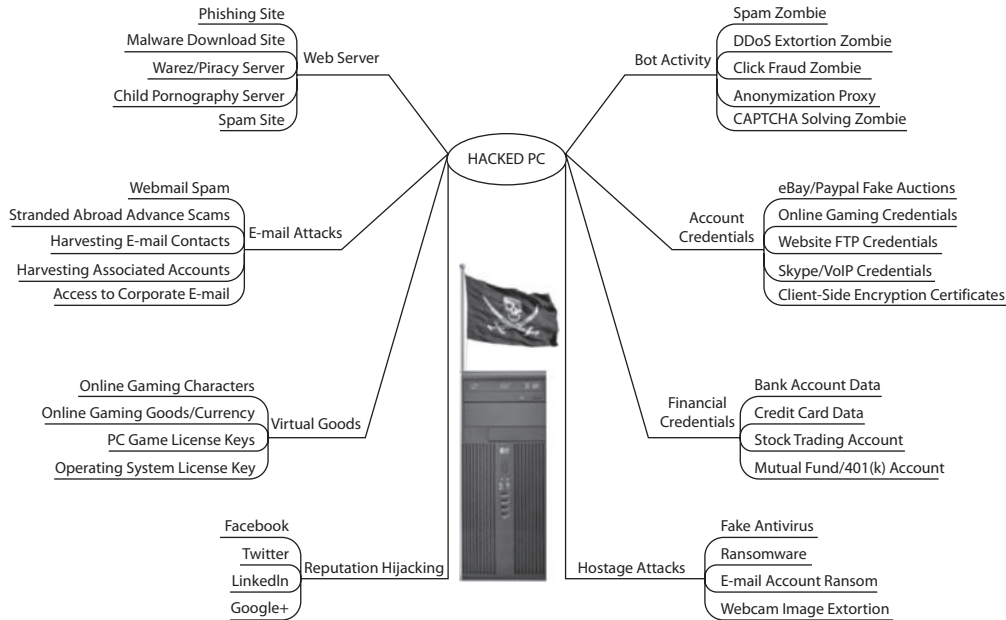 Phishing Site
Malware Download Site
Warez/Piracy Server
Child Pornography Server
Spam Site
Web Server
Spam Zombie
DDoS Extortion Zombie
Click Fraud Zombie
Anonymization Proxy
CAPTCHA Solving Zombie
Bot Activity
HACKED PC
Webmail Spam
Stranded Abroad Advance Scams
Harvesting E-mail Contacts
Harvesting Associated Accounts
Access to Corporate E-mail
E-mail Attacks
eBay/Paypal Fake Auctions
Online Gaming Credentials
Website FTP Credentials
Skype/VoIP Credentials
Client-Side Encryption Certificates
Account
Credentials
Online Gaming Characters
Online Gaming Goods/Currency
PC Game License Keys
Operating System License Key
Virtual Goods
Bank Account Data
Credit Card Data
Stock Trading Account
Mutual Fund/401(k) Account
Financial
Credentials
Facebook
Twitter
LinkedIn
Google+
Reputation Hijacking
Fake Antivirus
Ransomware
E-mail Account Ransom
Webcam Image Extortion
Hostage Attacks